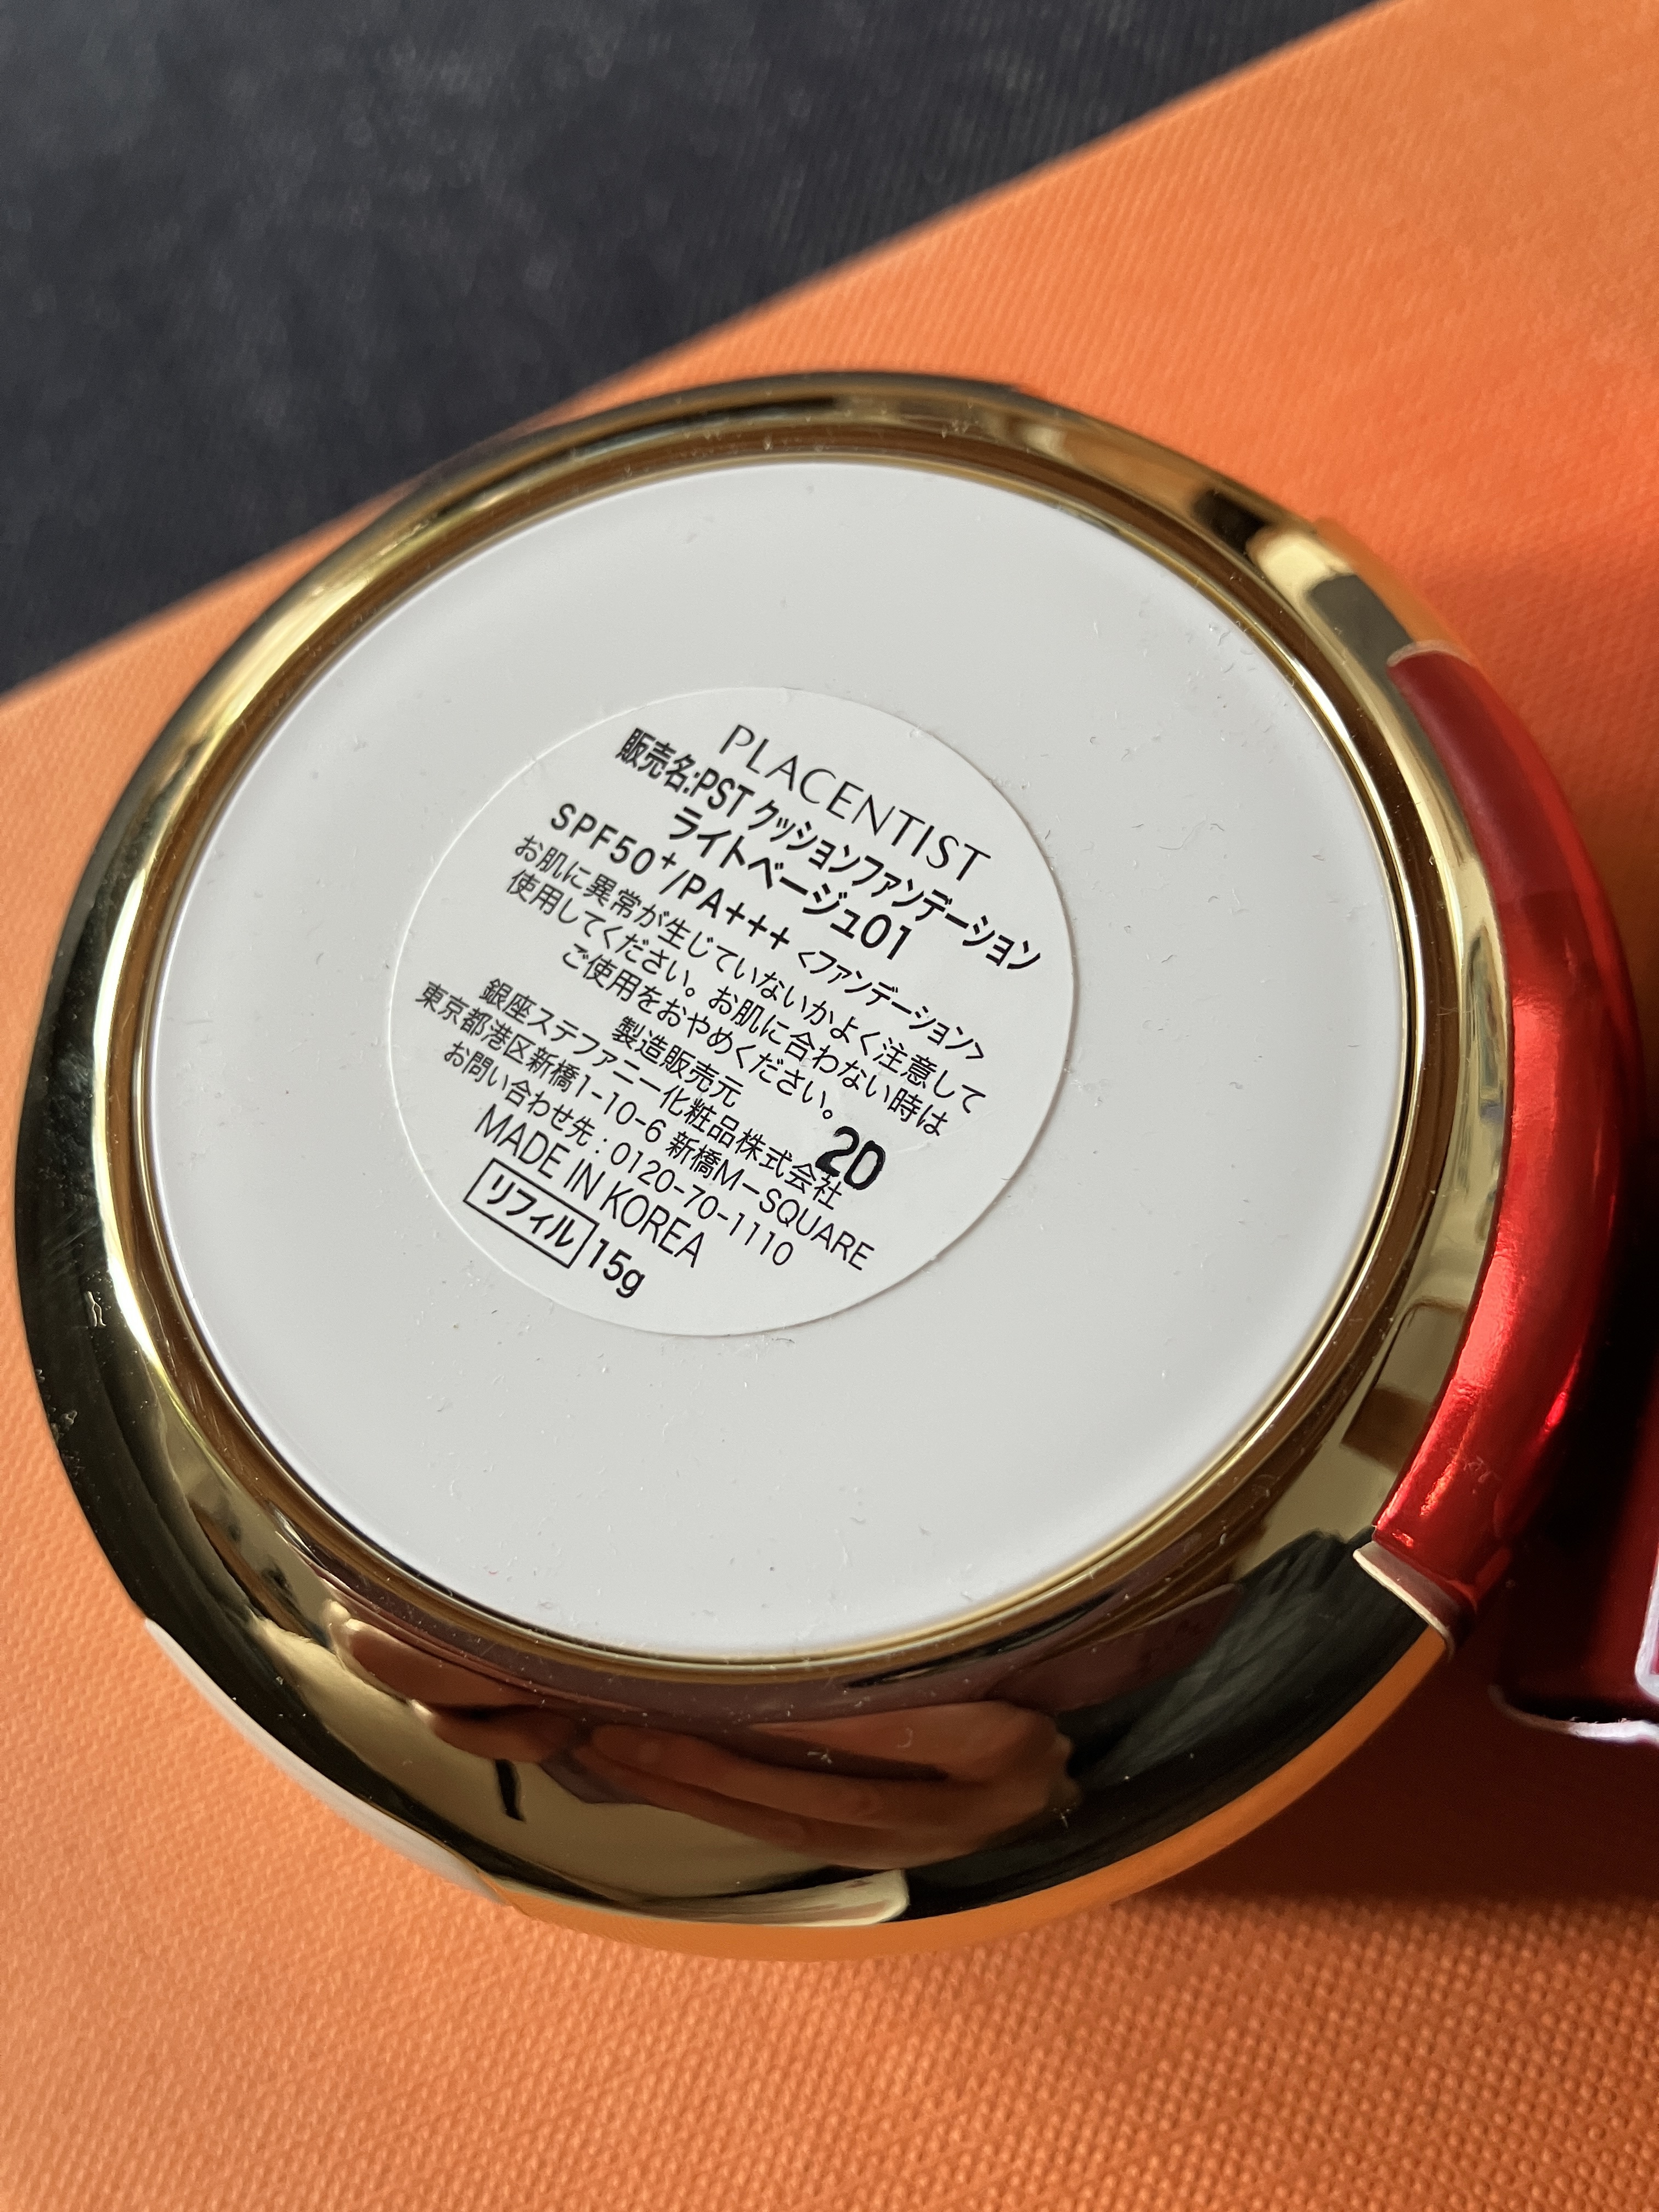 PLACENTIST
販売名:PST クッションファンデーション
ライトベージュ01
SPF50+/PA+++ <ファンデーション>
お肌に異常が生じていないかよく注意して
使用してください。お肌に合わない時は
ご使用をおやめください。
製造販売元
銀座ステファニー化粧品株式会社
東京都港区新橋1-10-6 新橋M-SQUARE
お問い合わせ先：0120-70-1110
MADE IN KOREA
リフィル 15g
2D